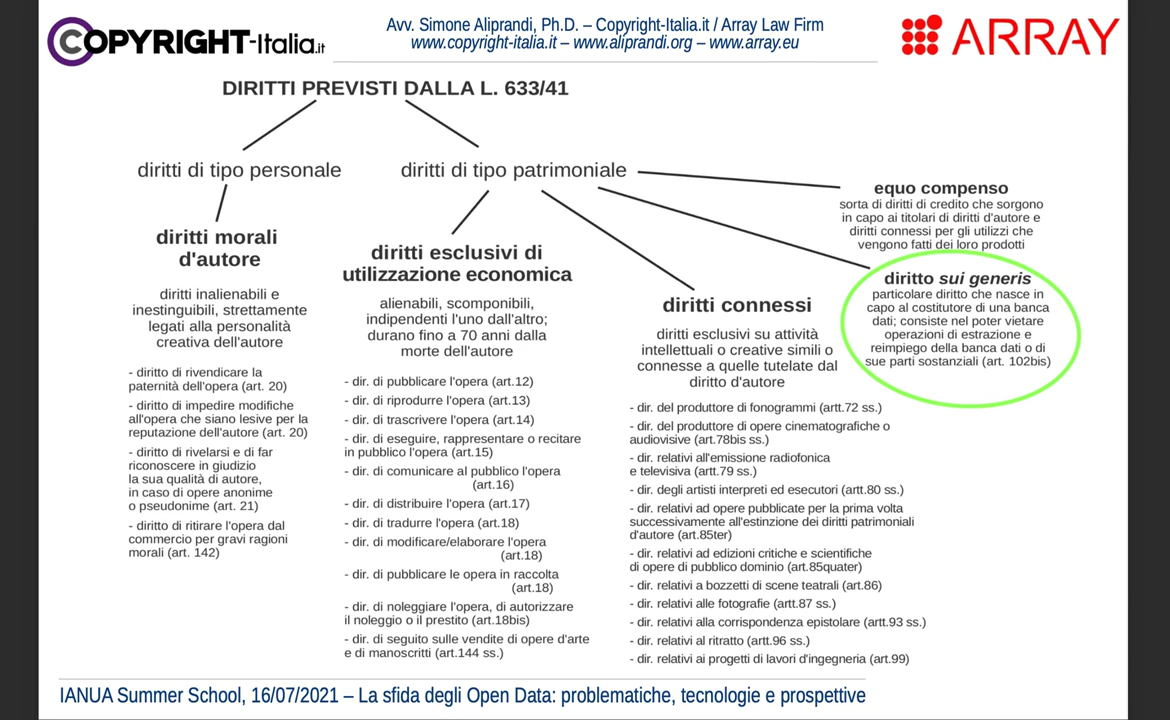 COPYRIGHT-Italia.it
Avv. Simone Aliprandi, Ph.D. – Copyright-Italia.it / Array Law Firm
www.copyright-italia.it – www.aliprandi.org – www.array.eu
ARRAY
DIRITTI PREVISTI DALLA L. 633/41
diritti di tipo personale
diritti di tipo patrimoniale
diritti morali
d'autore
diritti inalienabili e
inestinguibili, strettamente
legati alla personalità
creativa dell'autore
- diritto di rivendicare la
paternità dell'opera (art. 20)
- diritto di impedire modifiche
all'opera che siano lesive per la
reputazione dell'autore (art. 20)
- diritto di rivelarsi e di far
riconoscere in giudizio
la sua qualità di autore,
in caso di opere anonime
o pseudonime (art. 21)
- diritto di ritirare l'opera dal
commercio per gravi ragioni
morali (art. 142)
diritti esclusivi di
utilizzazione economica
alienabili, scomponibili,
indipendenti l'uno dall'altro;
durano fino a 70 anni dalla
morte dell'autore
- dir. di pubblicare l'opera (art.12)
- dir. di riprodurre l'opera (art.13)
- dir. di trascrivere l'opera (art.14)
- dir. di eseguire, rappresentare o recitare
in pubblico l'opera (art.15)
- dir. di comunicare al pubblico l'opera
(art.16)
- dir. di distribuire l'opera (art.17)
- dir. di tradurre l'opera (art.18)
- dir. di modificare/elaborare l'opera
(art.18)
- dir. di pubblicare le opera in raccolta
(art.18)
- dir. di noleggiare l'opera, di autorizzare
il noleggio o il prestito (art.18bis)
- dir. di seguito sulle vendite di opere d'arte
e di manoscritti (art.144 ss.)
diritti connessi
diritti esclusivi su attività
intellettuali o creative simili o
connesse a quelle tutelate dal
diritto d'autore
- dir. del produttore di fonogrammi (artt.72 ss.)
- dir. del produttore di opere cinematografiche o
audiovisive (art.78bis ss.)
- dir. relativi all'emissione radiofonica
e televisiva (artt.79 ss.)
- dir. degli artisti interpreti ed esecutori (artt.80 ss.)
- dir. relativi ad opere pubblicate per la prima volta
successivamente all'estinzione dei diritti patrimoniali
d'autore (art.85ter)
- dir. relativi ad edizioni critiche e scientifiche
di opere di pubblico dominio (art.85quater)
- dir. relativi a bozzetti di scene teatrali (art.86)
- dir. relativi alle fotografie (artt.87 ss.)
- dir. relativi alla corrispondenza epistolare (artt.93 ss.)
- dir. relativi al ritratto (artt.96 ss.)
- dir. relativi ai progetti di lavori d'ingegneria (art.99)
equo compenso
sorta di diritti di credito che sorgono
in capo ai titolari di diritti d'autore e
diritti connessi per gli utilizzi che
vengono fatti dei loro prodotti
diritto sui generis
particolare diritto che nasce in
capo al costitutore di una banca
dati; consiste nel poter vietare
operazioni di estrazione e
reimpiego della banca dati o di
sue parti sostanziali (art. 102bis)
IANUA Summer School, 16/07/2021 – La sfida degli Open Data: problematiche, tecnologie e prospettive